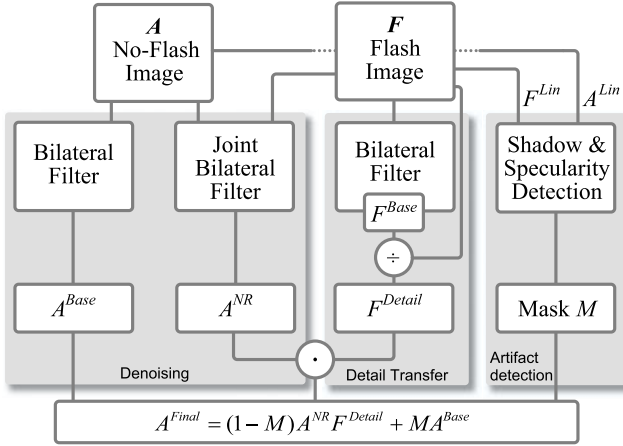 A
No-Flash
Image
F
Flash
Image
F^Lin
A^Lin
Bilateral
Filter
Joint
Bilateral
Filter
Bilateral
Filter
F^Base
÷
Shadow &
Specularity
Detection
A^Base
A^NR
F^Detail
Mask M
·
Denoising
Detail Transfer
Artifact
detection
A^Final = (1−M) A^NR F^Detail + MA^Base